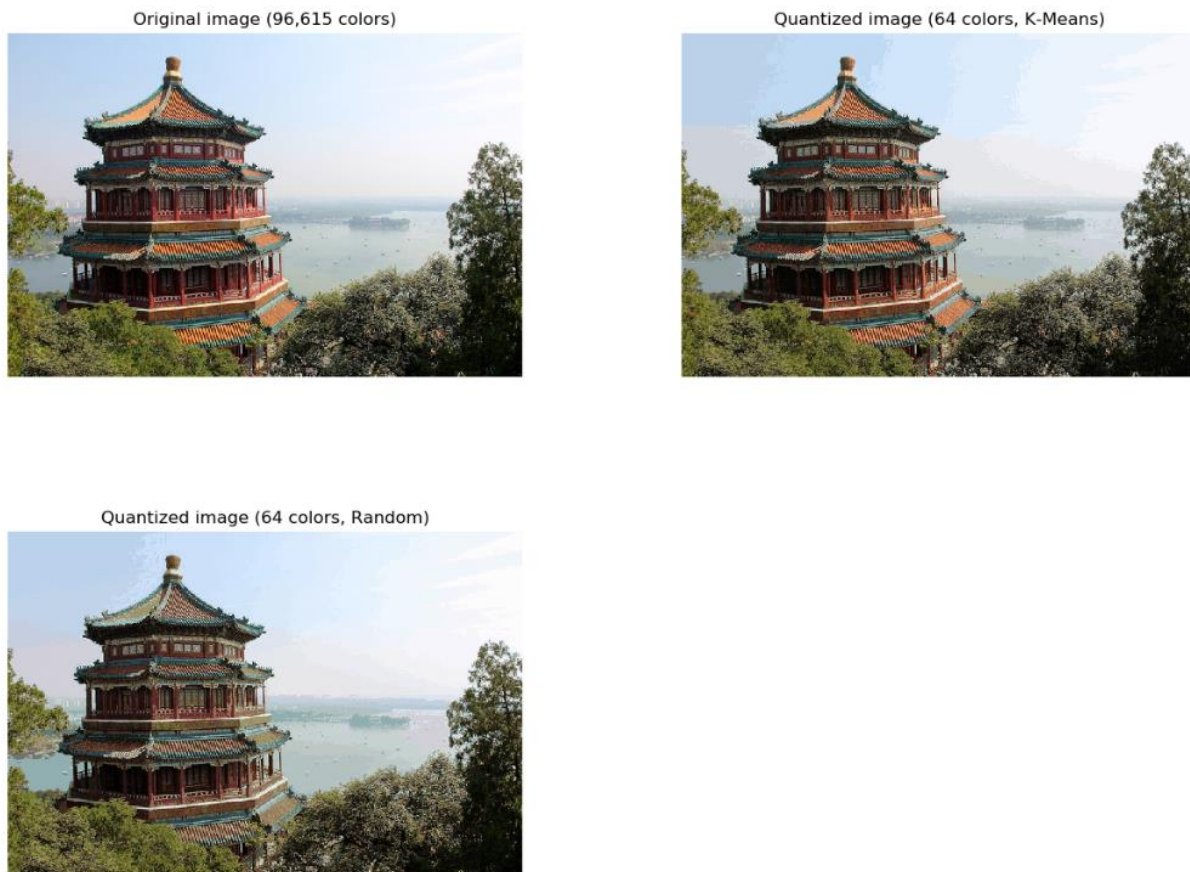 Original image (96,615 colors)
Quantized image (64 colors, K-Means)
Quantized image (64 colors, Random)